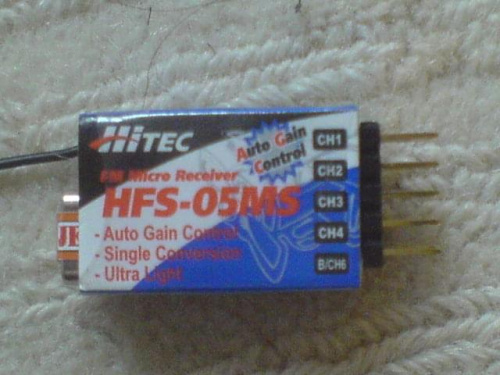 HiTEC
Auto Gain
Control
FM Micro Receiver
HFS-05MS
- Auto Gain Control
- Single Conversion
- Ultra Light
CH1
CH2
CH3
CH4
B/CH6